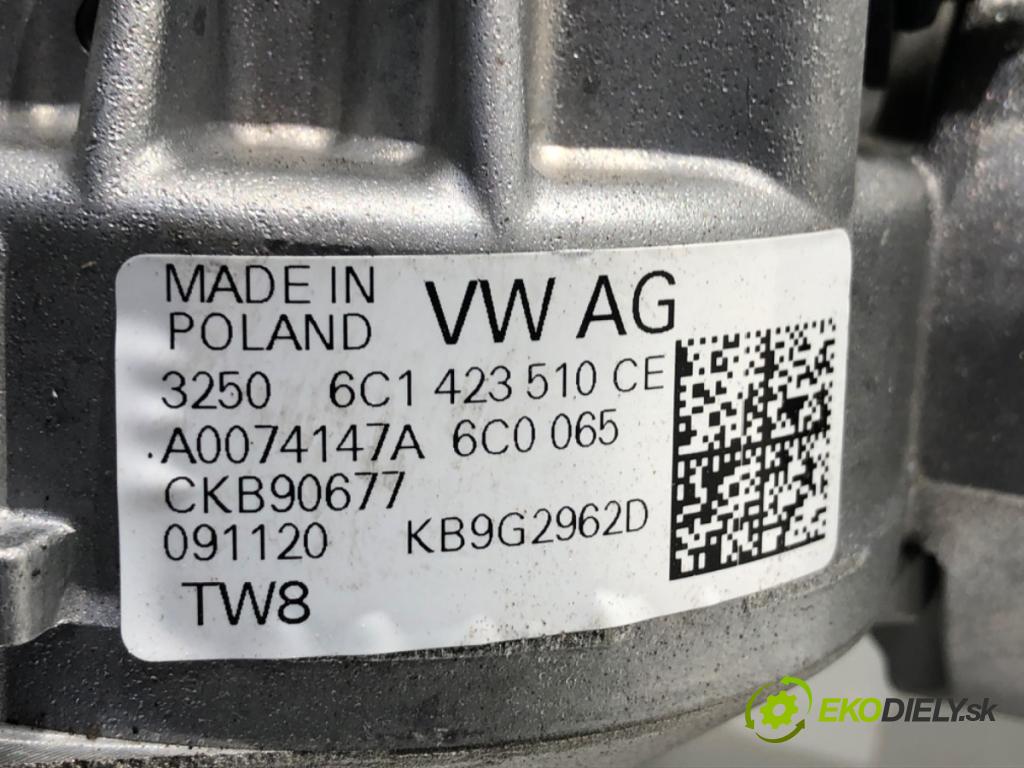 MADE IN
POLAND
VW AG
3250 6C1 423 510 CE
A0074147A 6C0 065
CKB90677
091120 KB9G2962D
TW8
EKODIELY.sk